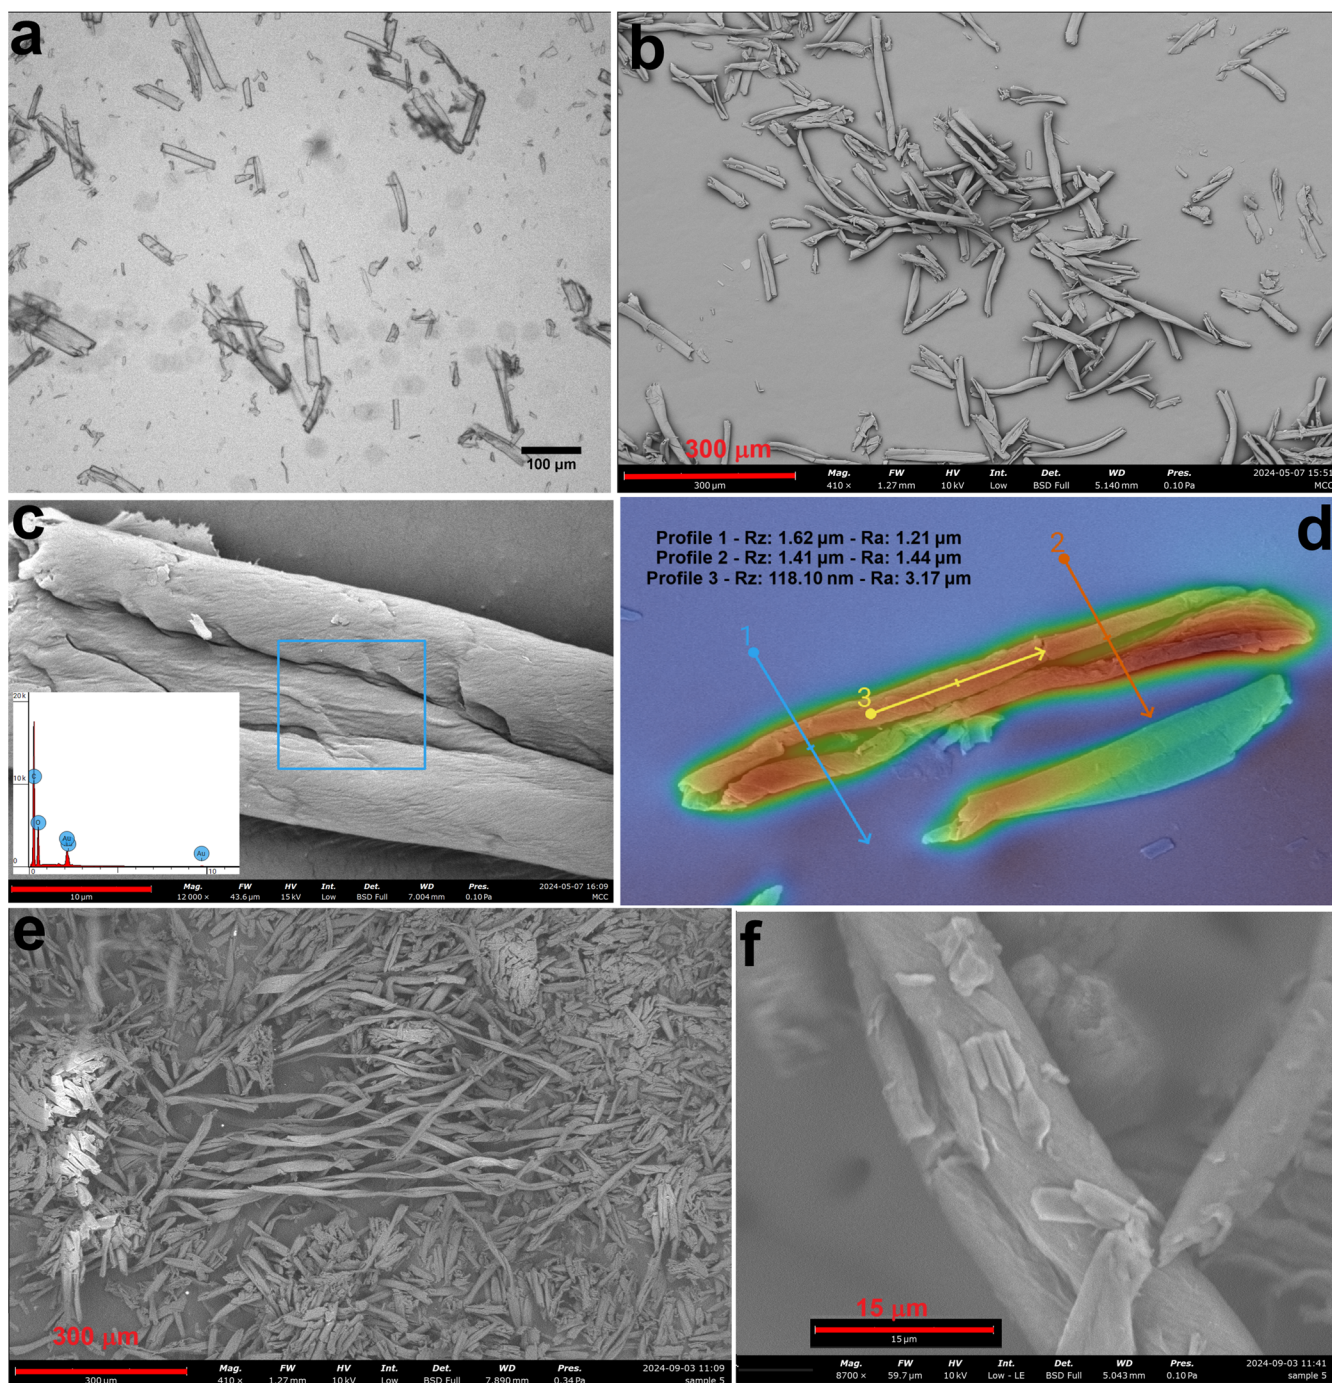 a
b
100 µm
300 µm
300 µm
Mag. FW HV Int. Det. WD Pres. 2024-05-07 15:51
410 × 1.27 mm 10 kV Low BSD Full 5.140 mm 0.10 Pa MCC
c
20 k
10 k
0
C
O
Au
Au
0
10
10 µm
Mag. FW HV Int. Det. WD Pres. 2024-05-07 16:09
12 000 × 43.6 µm 15 kV Low BSD Full 7.004 mm 0.10 Pa MCC
d
Profile 1 - Rz: 1.62 µm - Ra: 1.21 µm
Profile 2 - Rz: 1.41 µm - Ra: 1.44 µm
Profile 3 - Rz: 118.10 nm - Ra: 3.17 µm
2
1
3
e
300 µm
300 µm
Mag. FW HV Int. Det. WD Pres. 2024-09-03 11:09
410 × 1.27 mm 10 kV Low BSD Full 7.890 mm 0.34 Pa sample 5
f
15 µm
15 µm
Mag. FW HV Int. Det. WD Pres. 2024-09-03 11:41
8700 × 59.7 µm 10 kV Low - LE BSD Full 5.043 mm 0.10 Pa sample 5